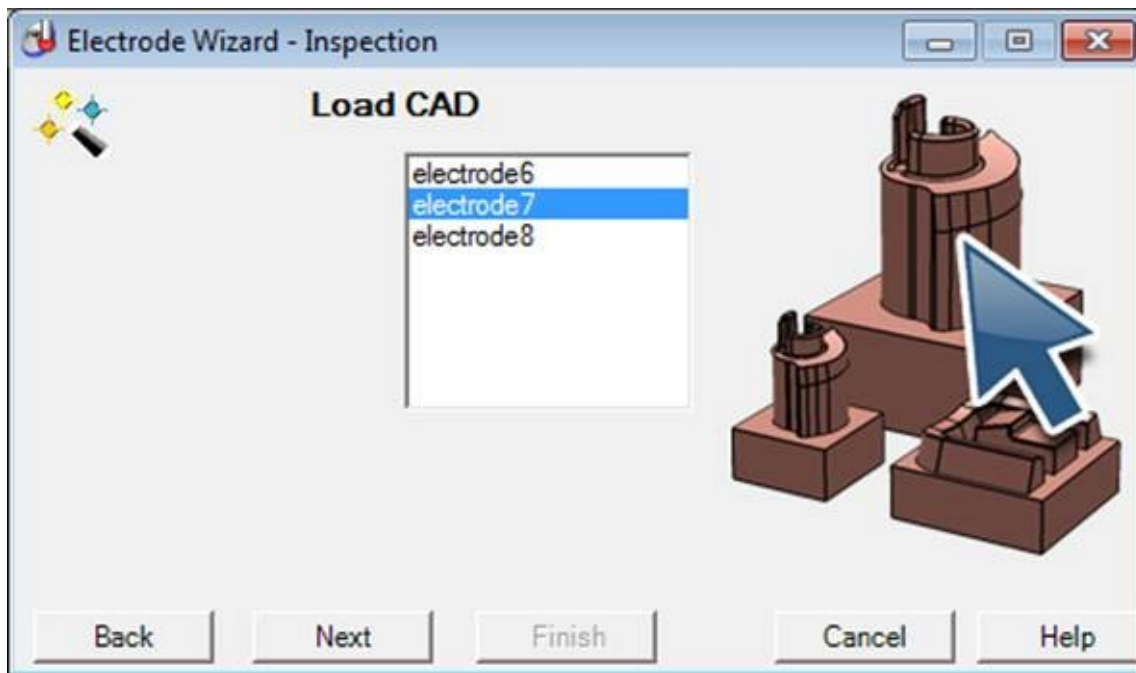 Electrode Wizard - Inspection
Load CAD
electrode6
electrode7
electrode8
Back Next Finish Cancel Help